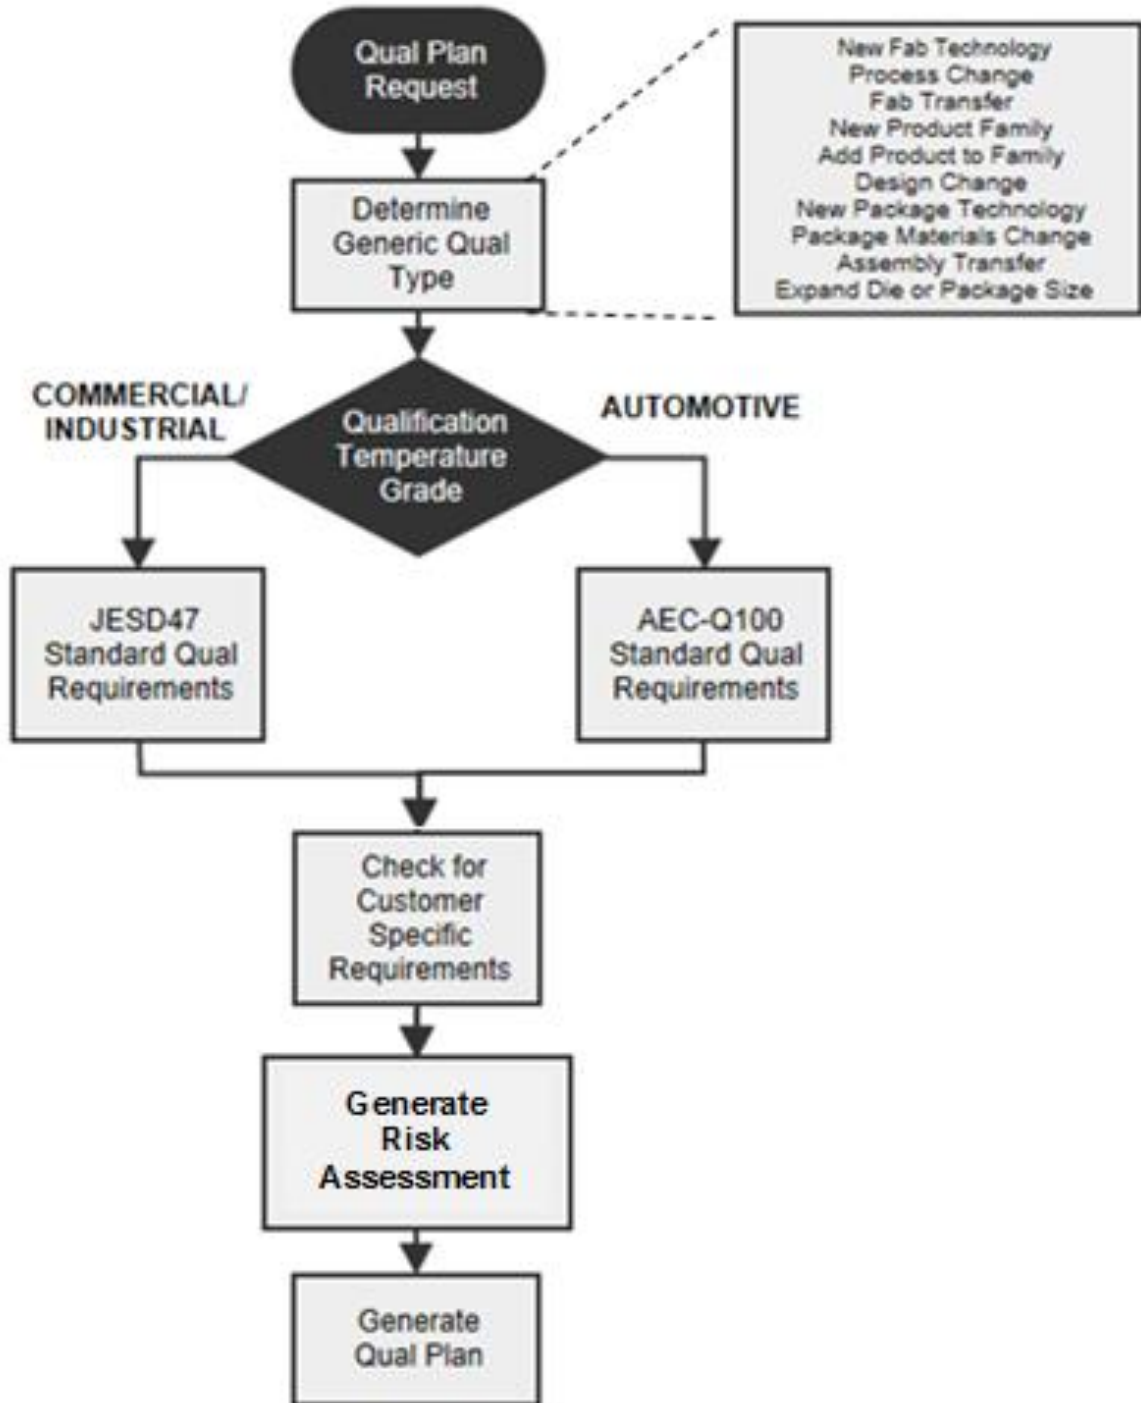 Qual Plan
Request
New Fab Technology
Process Change
Fab Transfer
New Product Family
Add Product to Family
Design Change
New Package Technology
Package Materials Change
Assembly Transfer
Expand Die or Package Size
Determine
Generic Qual
Type
COMMERCIAL/
INDUSTRIAL
Qualification
Temperature
Grade
AUTOMOTIVE
JESD47
Standard Qual
Requirements
AEC-Q100
Standard Qual
Requirements
Check for
Customer
Specific
Requirements
Generate
Risk
Assessment
Generate
Qual Plan